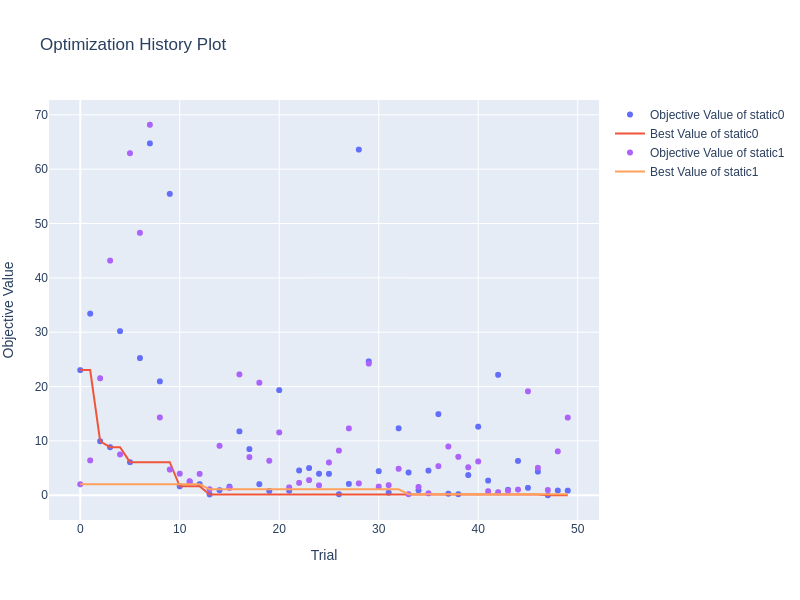 Optimization History Plot
Objective Value of static0
Best Value of static0
Objective Value of static1
Best Value of static1
70
60
50
40
30
20
10
0
Objective Value
0 10 20 30 40 50
Trial